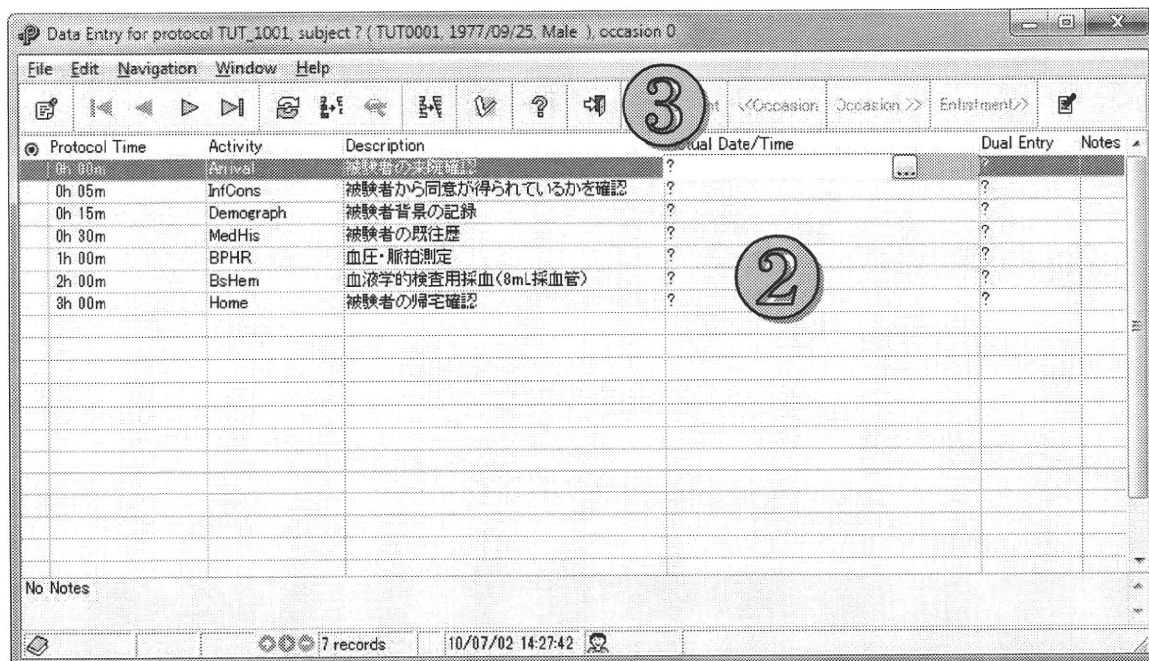 Data Entry for protocol TUT_1001, subject ? ( TUT0001, 1977/09/25, Male ), occasion 0
File Edit Navigation Window Help
3
<<Occasion Occasion >> Enlistment>>
Protocol Time Activity Description Actual Date/Time Dual Entry Notes
0h 00m Arrival 被験者の来院確認 ? ... ?
0h 05m InfCons 被験者から同意が得られているかを確認 ? ?
0h 15m Demograph 被験者背景の記録 ? ?
0h 30m MedHis 被験者の既往歴 ? ?
1h 00m BPHR 血圧・脈拍測定 ? ?
2h 00m BsHem 血液学的検査用採血(8mL採血管) ? ?
3h 00m Home 被験者の帰宅確認 ? ?
2
No Notes
7 records 10/07/02 14:27:42